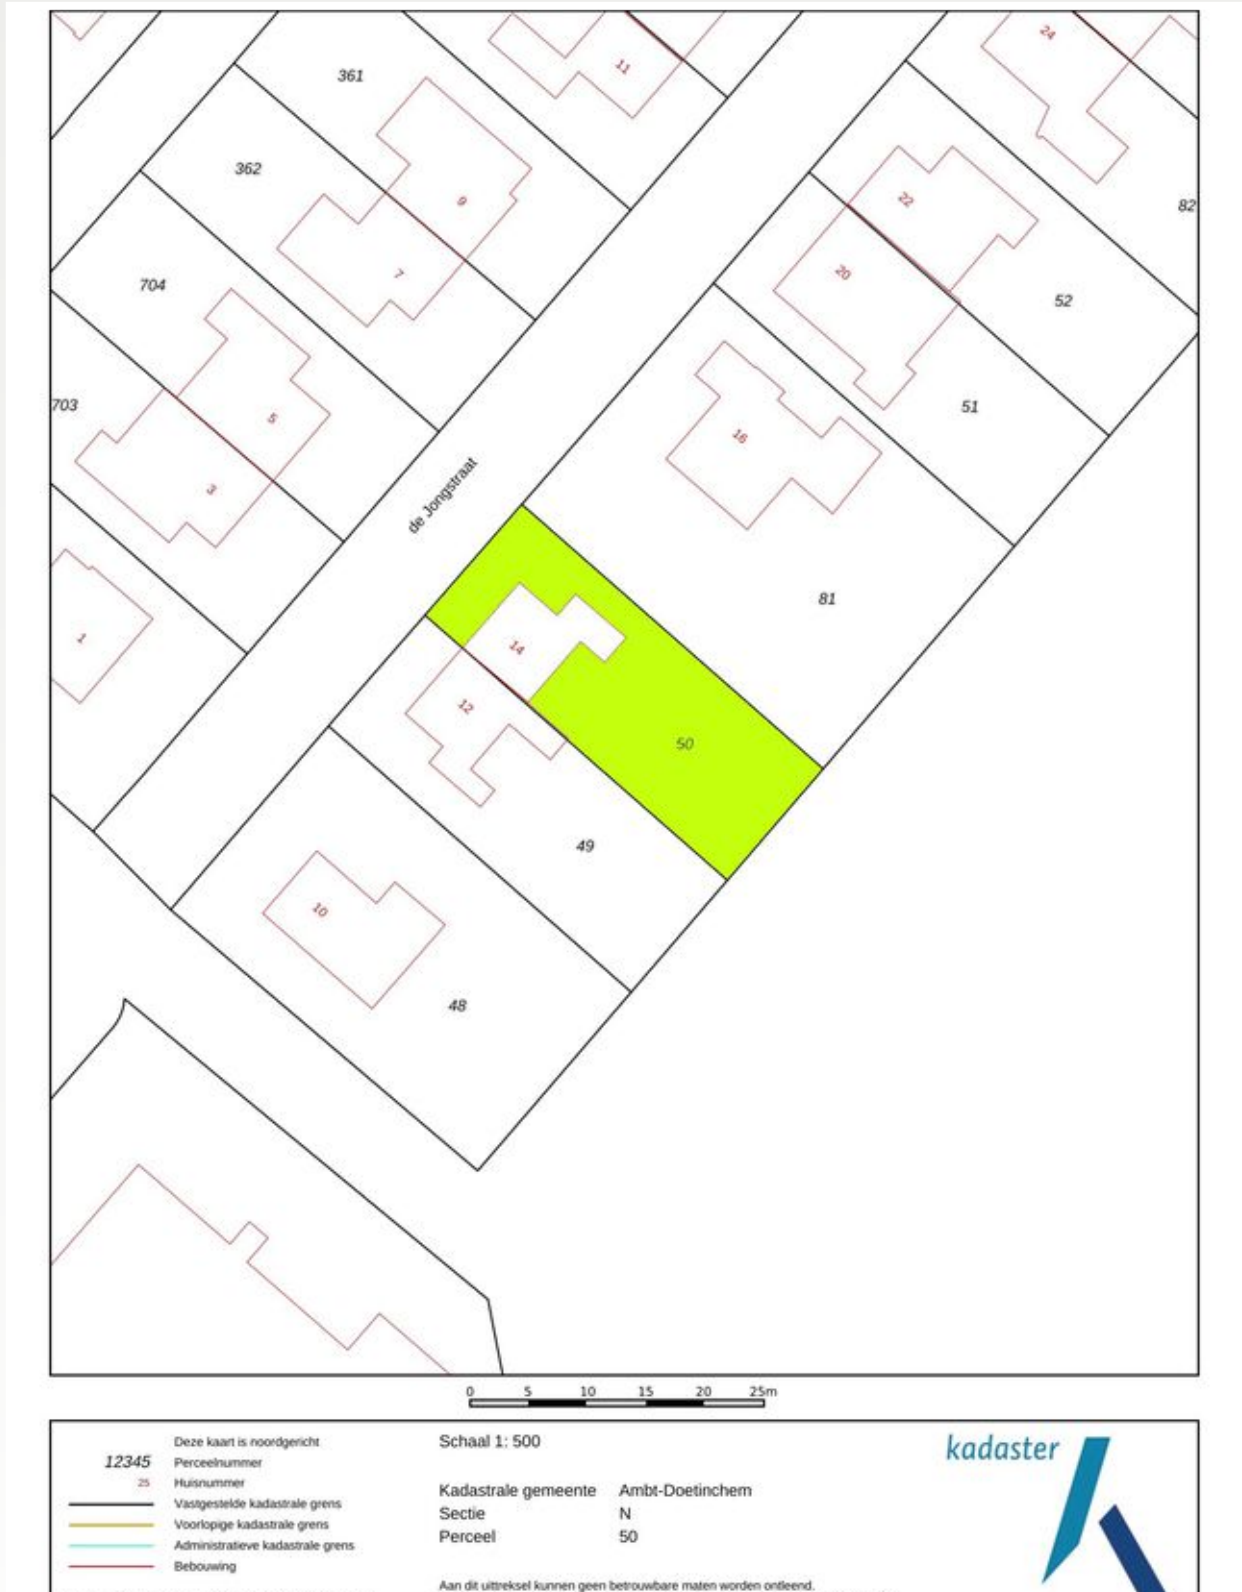 24
11
361
362
82
22
9
7
20
704
52
703
51
5
16
3
de Jongstraat
81
1
14
12
50
49
10
48
0 5 10 15 20 25m
Deze kaart is noordgericht
12345 Perceelnummer
25 Huisnummer
Vastgestelde kadastrale grens
Voorlopige kadastrale grens
Administratieve kadastrale grens
Bebouwing
Schaal 1: 500
Kadastrale gemeente Ambt-Doetinchem
Sectie N
Perceel 50
Aan dit uittreksel kunnen geen betrouwbare maten worden ontleend.
kadaster